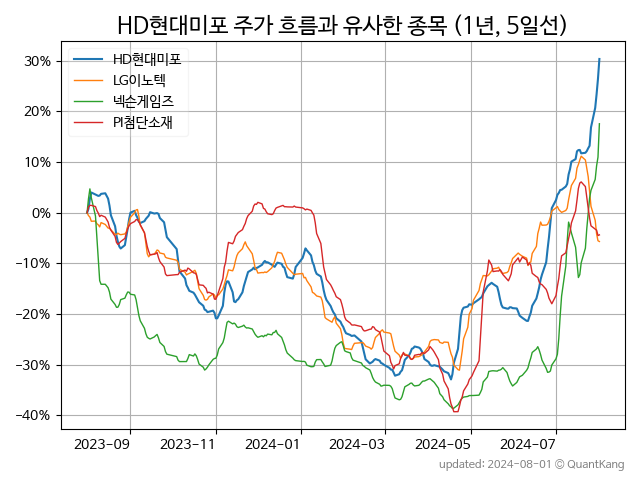 HD현대미포 주가 흐름과 유사한 종목 (1년, 5일선)
HD현대미포
LG이노텍
넥슨게임즈
PI첨단소재
30%
20%
10%
0%
−10%
−20%
−30%
−40%
2023−09
2023−11
2024−01
2024−03
2024−05
2024−07
updated: 2024-08-01 © QuantKang